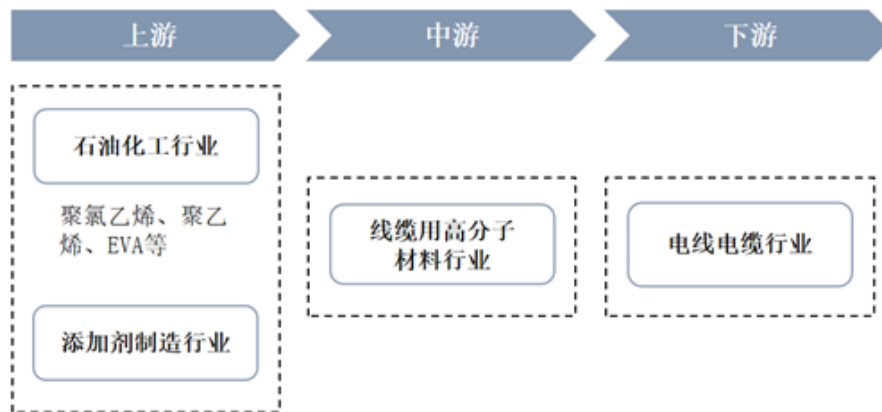 上游
中游
下游
石油化工行业
聚氯乙烯、聚乙
烯、EVA等
添加剂制造行业
线缆用高分子
材料行业
电线电缆行业